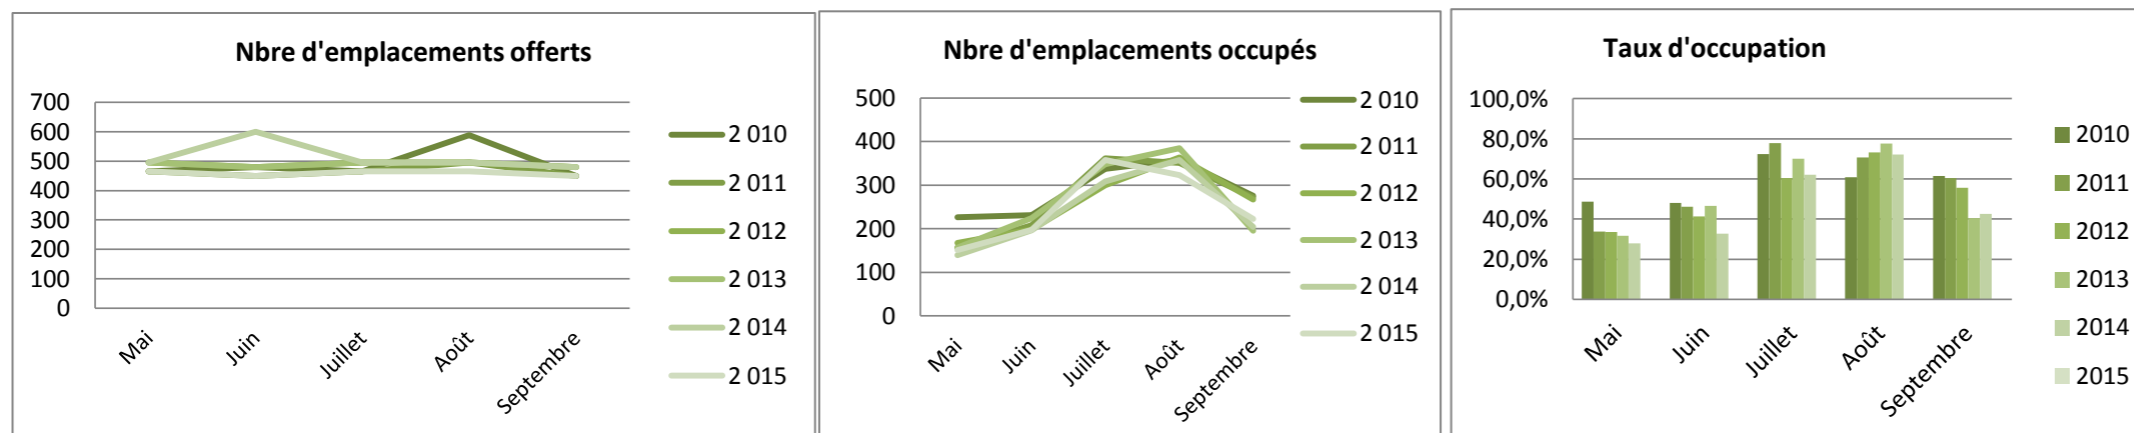 Nbre d'emplacements offerts
700
600
500
400
300
200
100
0
Mai
Juin
Juillet
Août
Septembre
2 010
2 011
2 012
2 013
2 014
2 015
Nbre d'emplacements occupés
500
400
300
200
100
0
Mai
Juin
Juillet
Août
Septembre
2 010
2 011
2 012
2 013
2 014
2 015
Taux d'occupation
100,0%
80,0%
60,0%
40,0%
20,0%
0,0%
Mai
Juin
Juillet
Août
Septembre
2010
2011
2012
2013
2014
2015